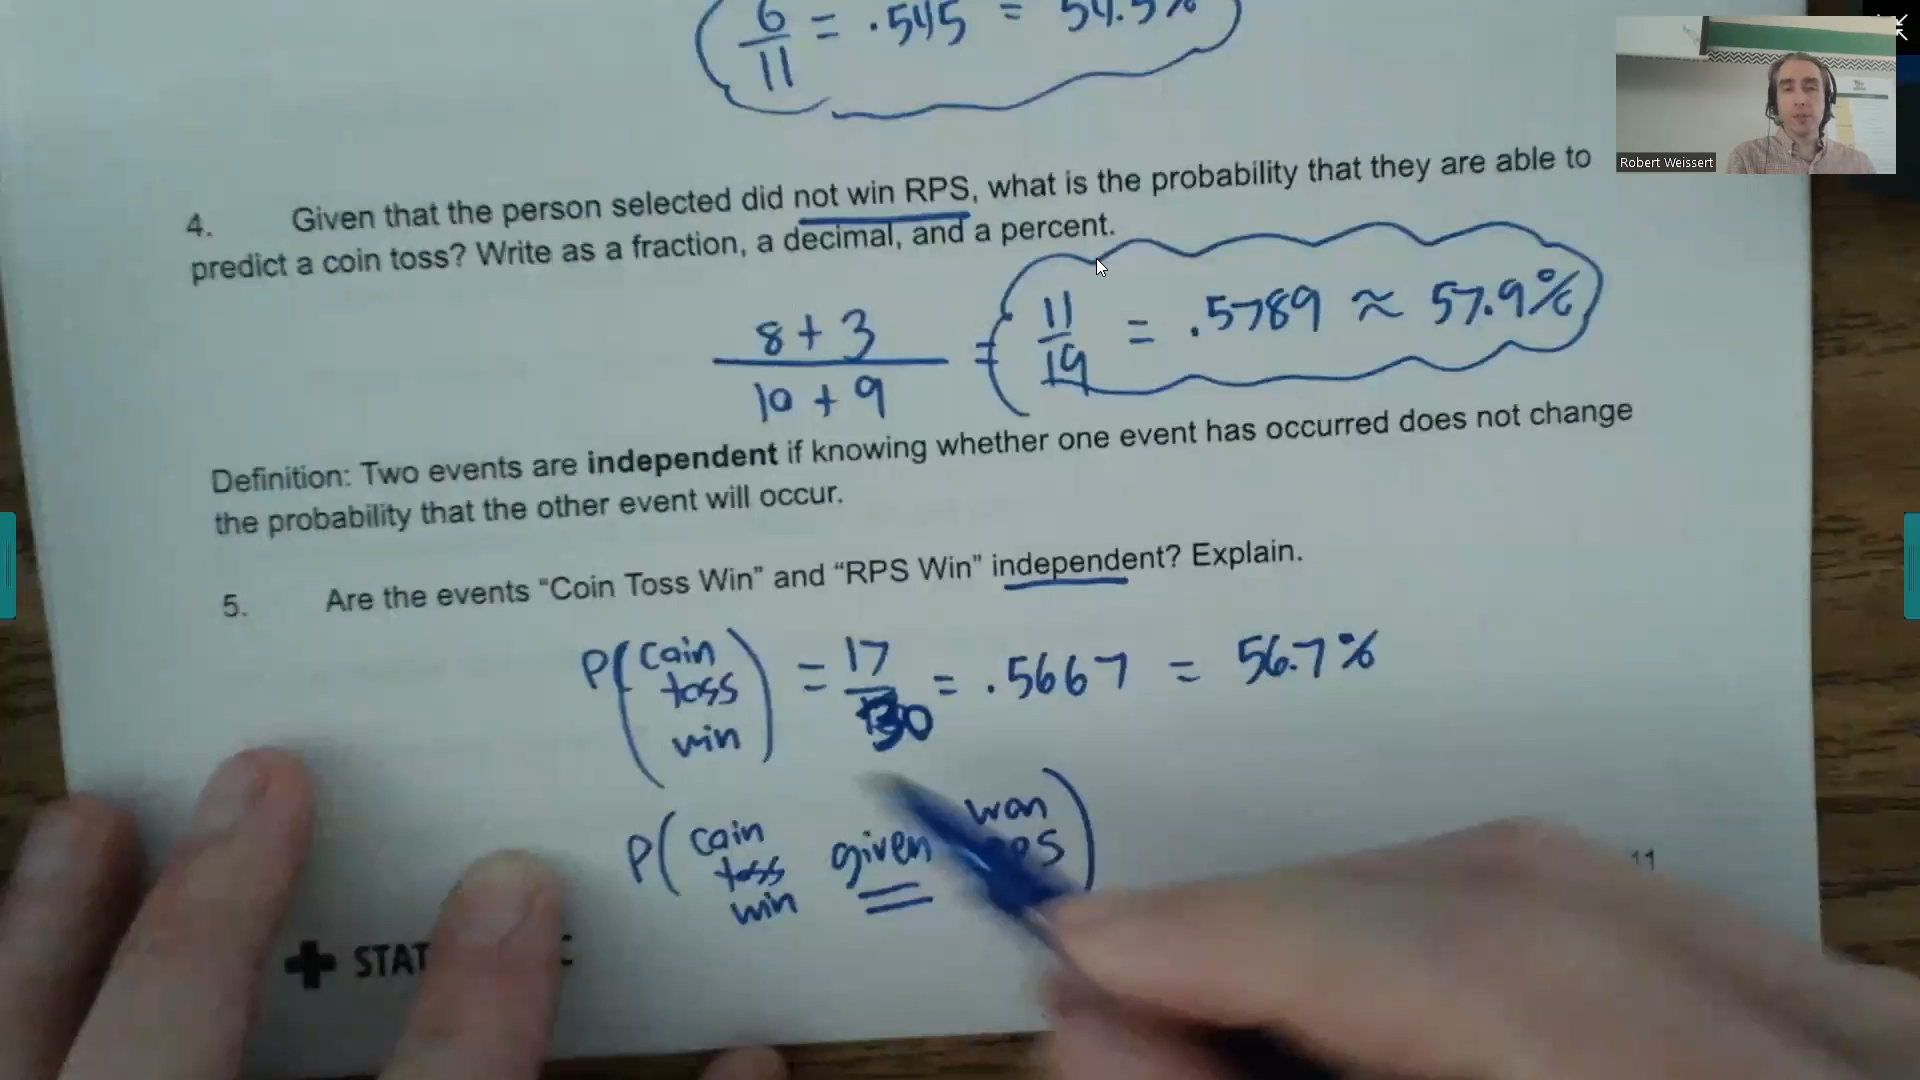 6
11 = .545 = 54.5%
Robert Weissert
4. Given that the person selected did not win RPS, what is the probability that they are able to
predict a coin toss? Write as a fraction, a decimal, and a percent.
8 + 3
10 + 9
= 11
19 = .5789 ≈ 57.9%
Definition: Two events are independent if knowing whether one event has occurred does not change
the probability that the other event will occur.
5. Are the events “Coin Toss Win” and “RPS Win” independent? Explain.
P(coin
toss
win) = 17
30 = .5667 = 56.7%
P(coin
toss
win given won
)
11
STAT